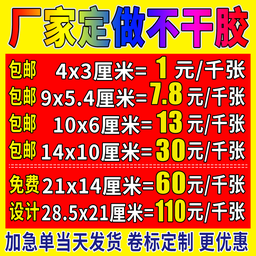 厂家定做不干胶
包邮 4x3厘米=1元/千张
包邮 9x5.4厘米=7.8元/千张
包邮 10x6厘米=13元/千张
包邮 14x10厘米=30元/千张
免费 21x14厘米=60元/千张
设计 28.5x21厘米=110元/千张
加急单当天发货 卷标定制 更优惠